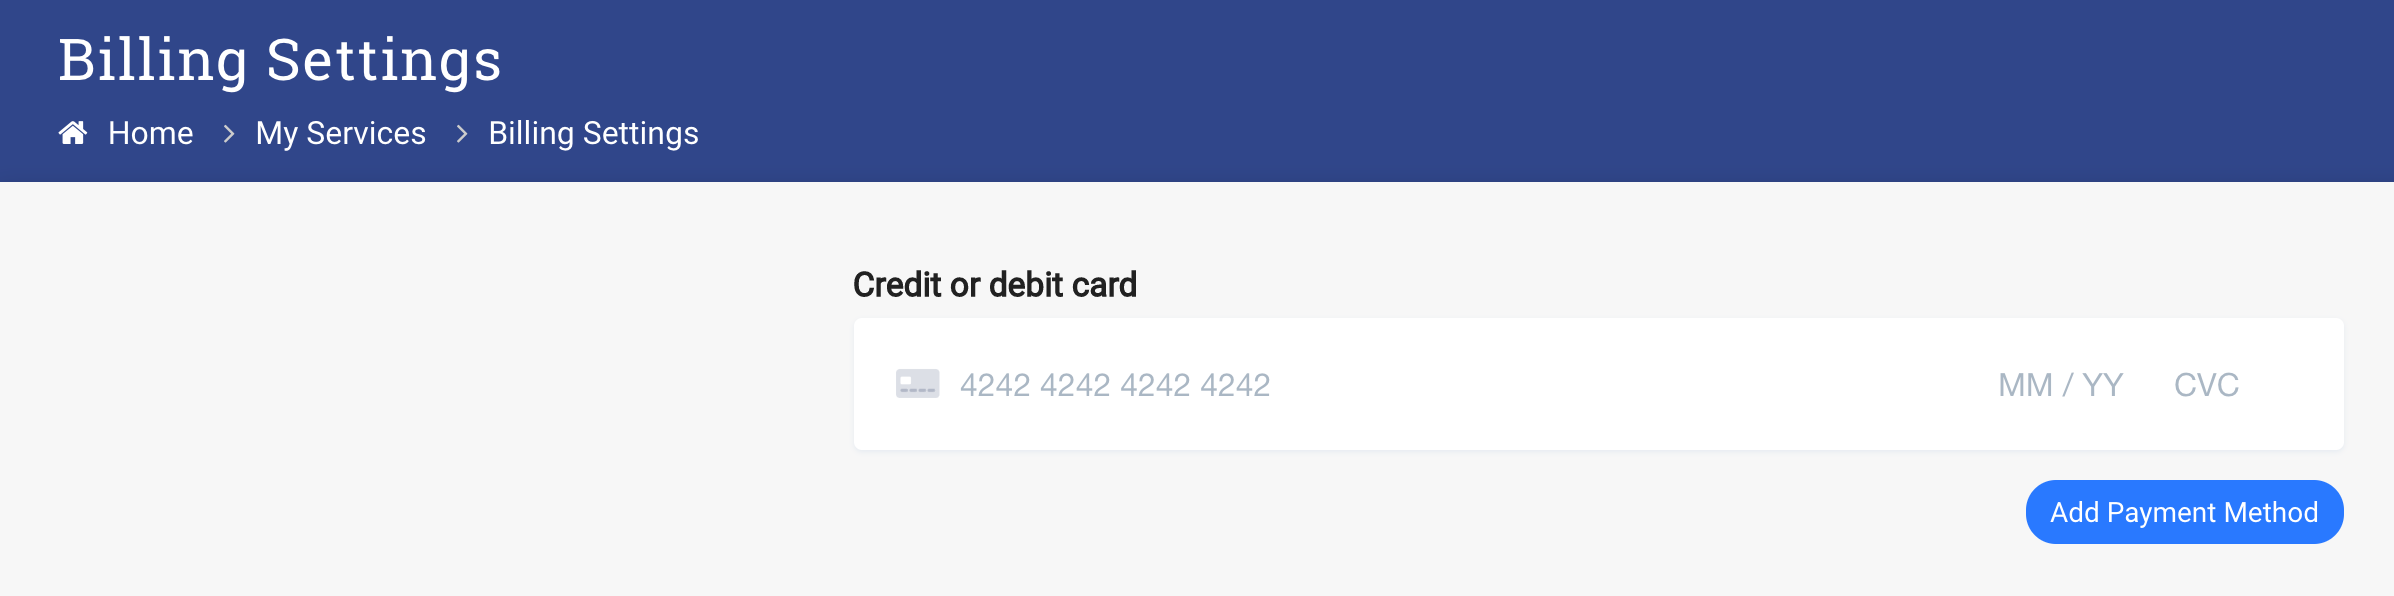 Billing Settings
Home > My Services > Billing Settings
Credit or debit card
4242 4242 4242 4242 MM / YY CVC
Add Payment Method